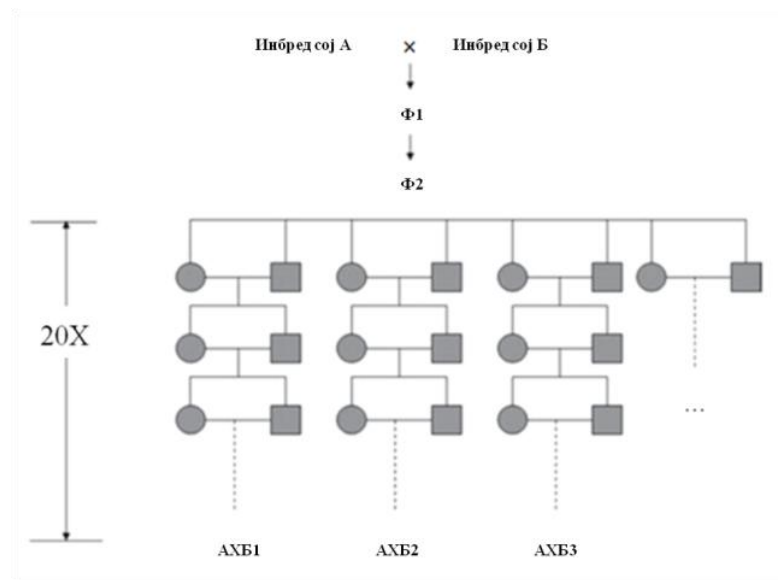 Инбред сој А × Инбред сој Б
Ф1
Ф2
20X
...
АХБ1 АХБ2 АХБ3